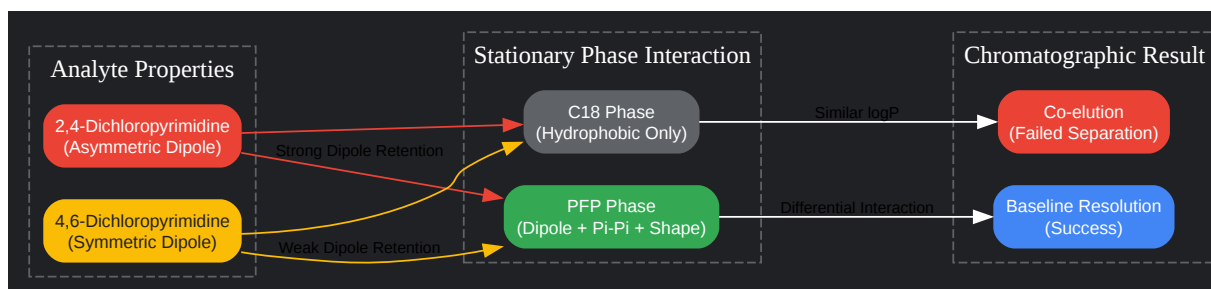 Analyte Properties
2,4-Dichloropyrimidine
(Asymmetric Dipole)
4,6-Dichloropyrimidine
(Symmetric Dipole)
Strong Dipole Retention
Weak Dipole Retention
Stationary Phase Interaction
C18 Phase
(Hydrophobic Only)
PFP Phase
(Dipole + Pi-Pi + Shape)
Similar logP
Differential Interaction
Chromatographic Result
Co-elution
(Failed Separation)
Baseline Resolution
(Success)